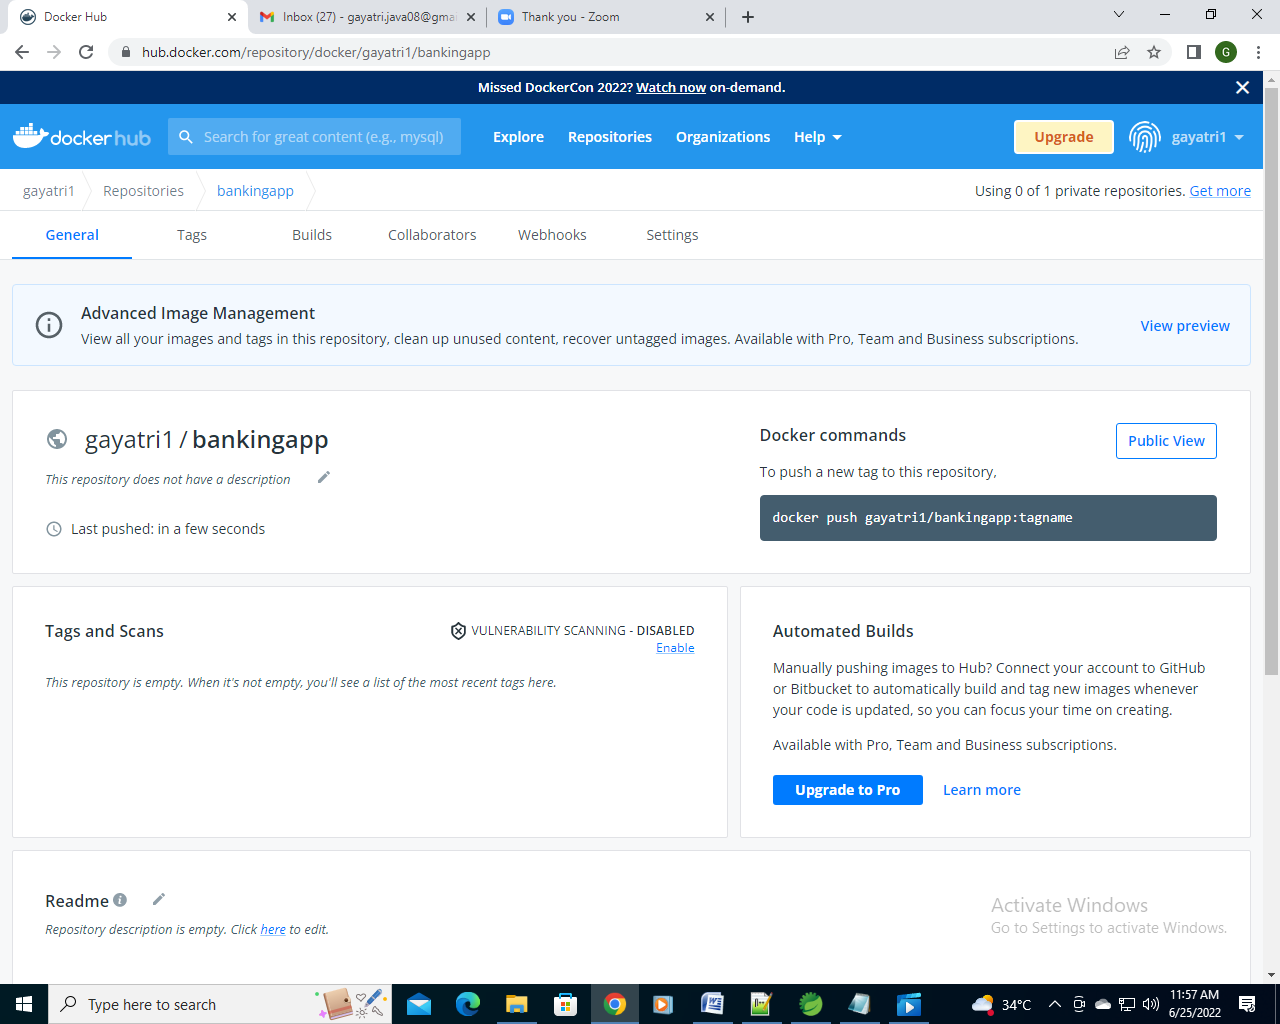 Docker Hub
Inbox (27) - gayatri.java08@gmai
Thank you - Zoom
hub.docker.com/repository/docker/gayatri1/bankingapp
G
Missed DockerCon 2022? Watch now on-demand.
docker hub
Search for great content (e.g., mysql)
Explore
Repositories
Organizations
Help
Upgrade
gayatri1
gayatri1
Repositories
bankingapp
Using 0 of 1 private repositories. Get more
General
Tags
Builds
Collaborators
Webhooks
Settings
Advanced Image Management
View all your images and tags in this repository, clean up unused content, recover untagged images. Available with Pro, Team and Business subscriptions.
View preview
gayatri1 / bankingapp
This repository does not have a description
Last pushed: in a few seconds
Docker commands
Public View
To push a new tag to this repository,
docker push gayatri1/bankingapp:tagname
Tags and Scans
VULNERABILITY SCANNING - DISABLED
Enable
This repository is empty. When it's not empty, you'll see a list of the most recent tags here.
Automated Builds
Manually pushing images to Hub? Connect your account to GitHub
or Bitbucket to automatically build and tag new images whenever
your code is updated, so you can focus your time on creating.
Available with Pro, Team and Business subscriptions.
Upgrade to Pro
Learn more
Readme
Repository description is empty. Click here to edit.
Activate Windows
Go to Settings to activate Windows.
Type here to search
34°C
11:57 AM
6/25/2022